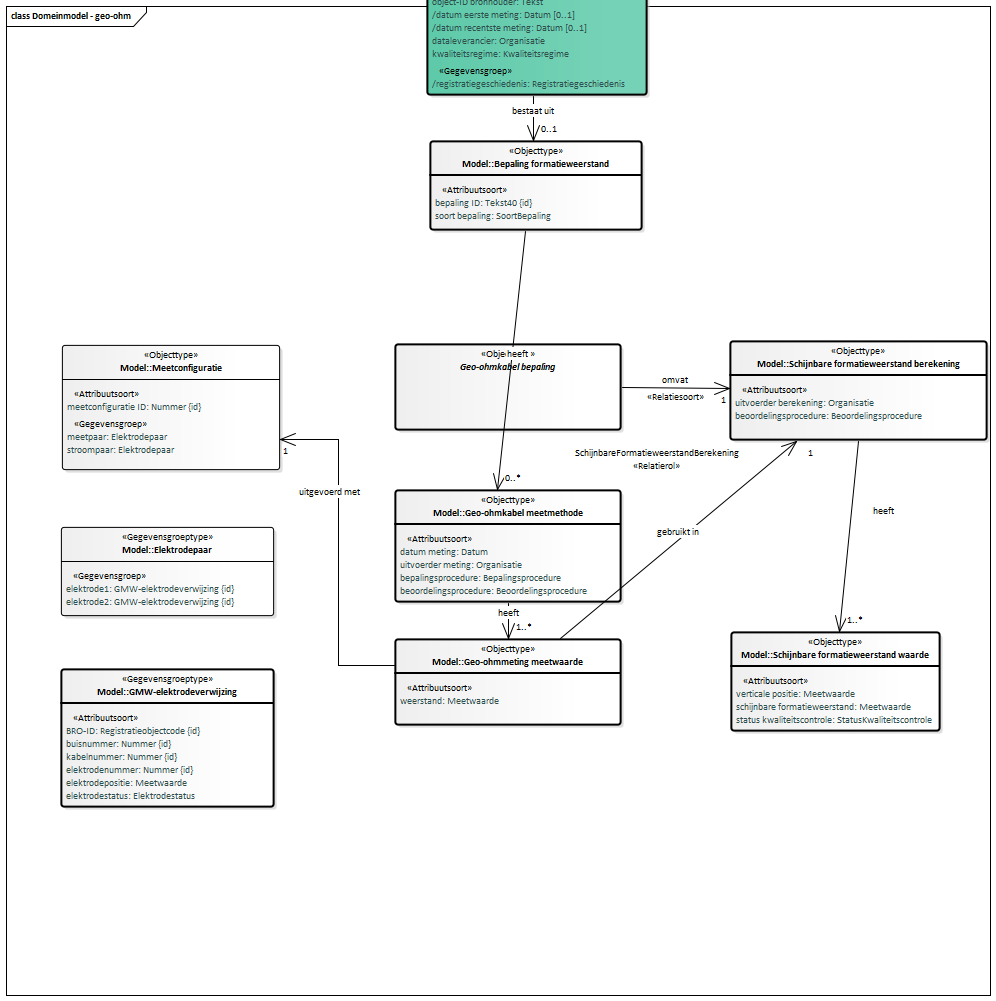 class Domeinmodel - geo-ohm
object-ID bronhouder: Tekst
/datum eerste meting: Datum [0..1]
/datum recentste meting: Datum [0..1]
dataleverancier: Organisatie
kwaliteitsregime: Kwaliteitsregime
«Gegevensgroep»
/registratiegeschiedenis: Registratiegeschiedenis
bestaat uit
0..1
«Objecttype»
Model::Bepaling formatieweerstand
«Attribuutsoort»
bepaling ID: Tekst40 {id}
soort bepaling: SoortBepaling
«Objecttype»
Model::Meetconfiguratie
«Attribuutsoort»
meetconfiguratie ID: Nummer {id}
«Gegevensgroep»
meetpaar: Elektrodepaar
stroompaar: Elektrodepaar
1
«Obje heeft »
Geo-ohmkabel bepaling
omvat
«Relatiesoort»
1
«Objecttype»
Model::Schijnbare formatieweerstand berekening
«Attribuutsoort»
uitvoerder berekening: Organisatie
beoordelingsprocedure: Beoordelingsprocedure
SchijnbareFormatieweerstandBerekening
«Relatierol»
1
uitgevoerd met
0..*
«Objecttype»
Model::Geo-ohmkabel meetmethode
«Attribuutsoort»
datum meting: Datum
uitvoerder meting: Organisatie
bepalingsprocedure: Bepalingsprocedure
beoordelingsprocedure: Beoordelingsprocedure
gebruikt in
heeft
«Gegevensgroeptype»
Model::Elektrodepaar
«Gegevensgroep»
elektrode1: GMW-elektrodeverwijzing {id}
elektrode2: GMW-elektrodeverwijzing {id}
heeft
1..*
1..*
«Objecttype»
Model::Geo-ohmmeting meetwaarde
«Attribuutsoort»
weerstand: Meetwaarde
«Objecttype»
Model::Schijnbare formatieweerstand waarde
«Attribuutsoort»
verticale positie: Meetwaarde
schijnbare formatieweerstand: Meetwaarde
status kwaliteitscontrole: StatusKwaliteitscontrole
«Gegevensgroeptype»
Model::GMW-elektrodeverwijzing
«Attribuutsoort»
BRO-ID: Registratieobjectcode {id}
buisnummer: Nummer {id}
kabelnummer: Nummer {id}
elektrodenummer: Nummer {id}
elektrodepositie: Meetwaarde
elektrodestatus: Elektrodestatus